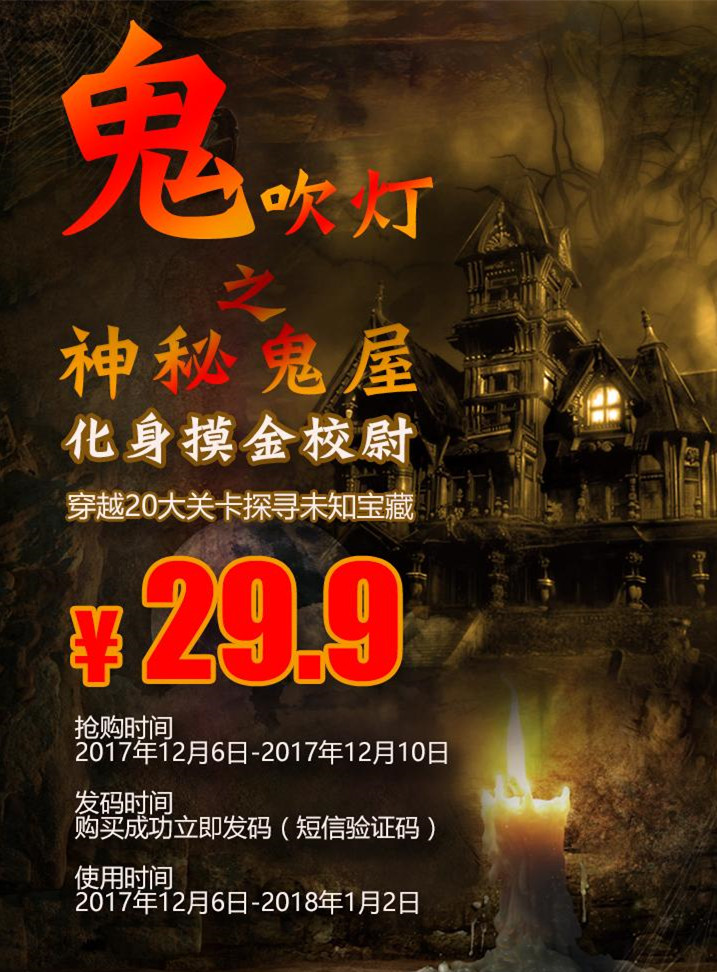 鬼吹灯
之
神秘鬼屋
化身摸金校尉
穿越20大关卡探寻未知宝藏
¥29.9
抢购时间
2017年12月6日-2017年12月10日
发码时间
购买成功立即发码（短信验证码）
使用时间
2017年12月6日-2018年1月2日